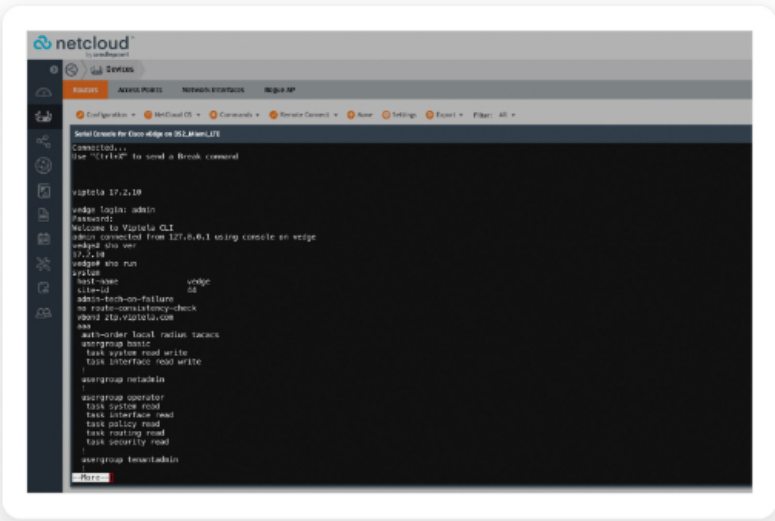 netcloud
by cradlepoint
Devices
Routers Access Points Network Interfaces Rogue AP
Configuration NetCloud OS Commands Remote Connect Move Settings Export Filter: All
Serial Console for Cisco vEdge on DS2_Miami_LTE
Connected...
Use "Ctrl+X" to send a Break command
viptela 17.2.10
vedge login: admin
Password:
Welcome to Viptela CLI
admin connected from 127.0.0.1 using console on vedge
vedge# sho ver
17.2.10
vedge# sho run
system
host-name vedge
site-id 44
admin-tech-on-failure
no route-consistency-check
vbond ztp.viptela.com
aaa
auth-order local radius tacacs
usergroup basic
task system read write
task interface read write
!
usergroup netadmin
!
usergroup operator
task system read
task interface read
task policy read
task routing read
task security read
!
usergroup tenantadmin
!
--More--